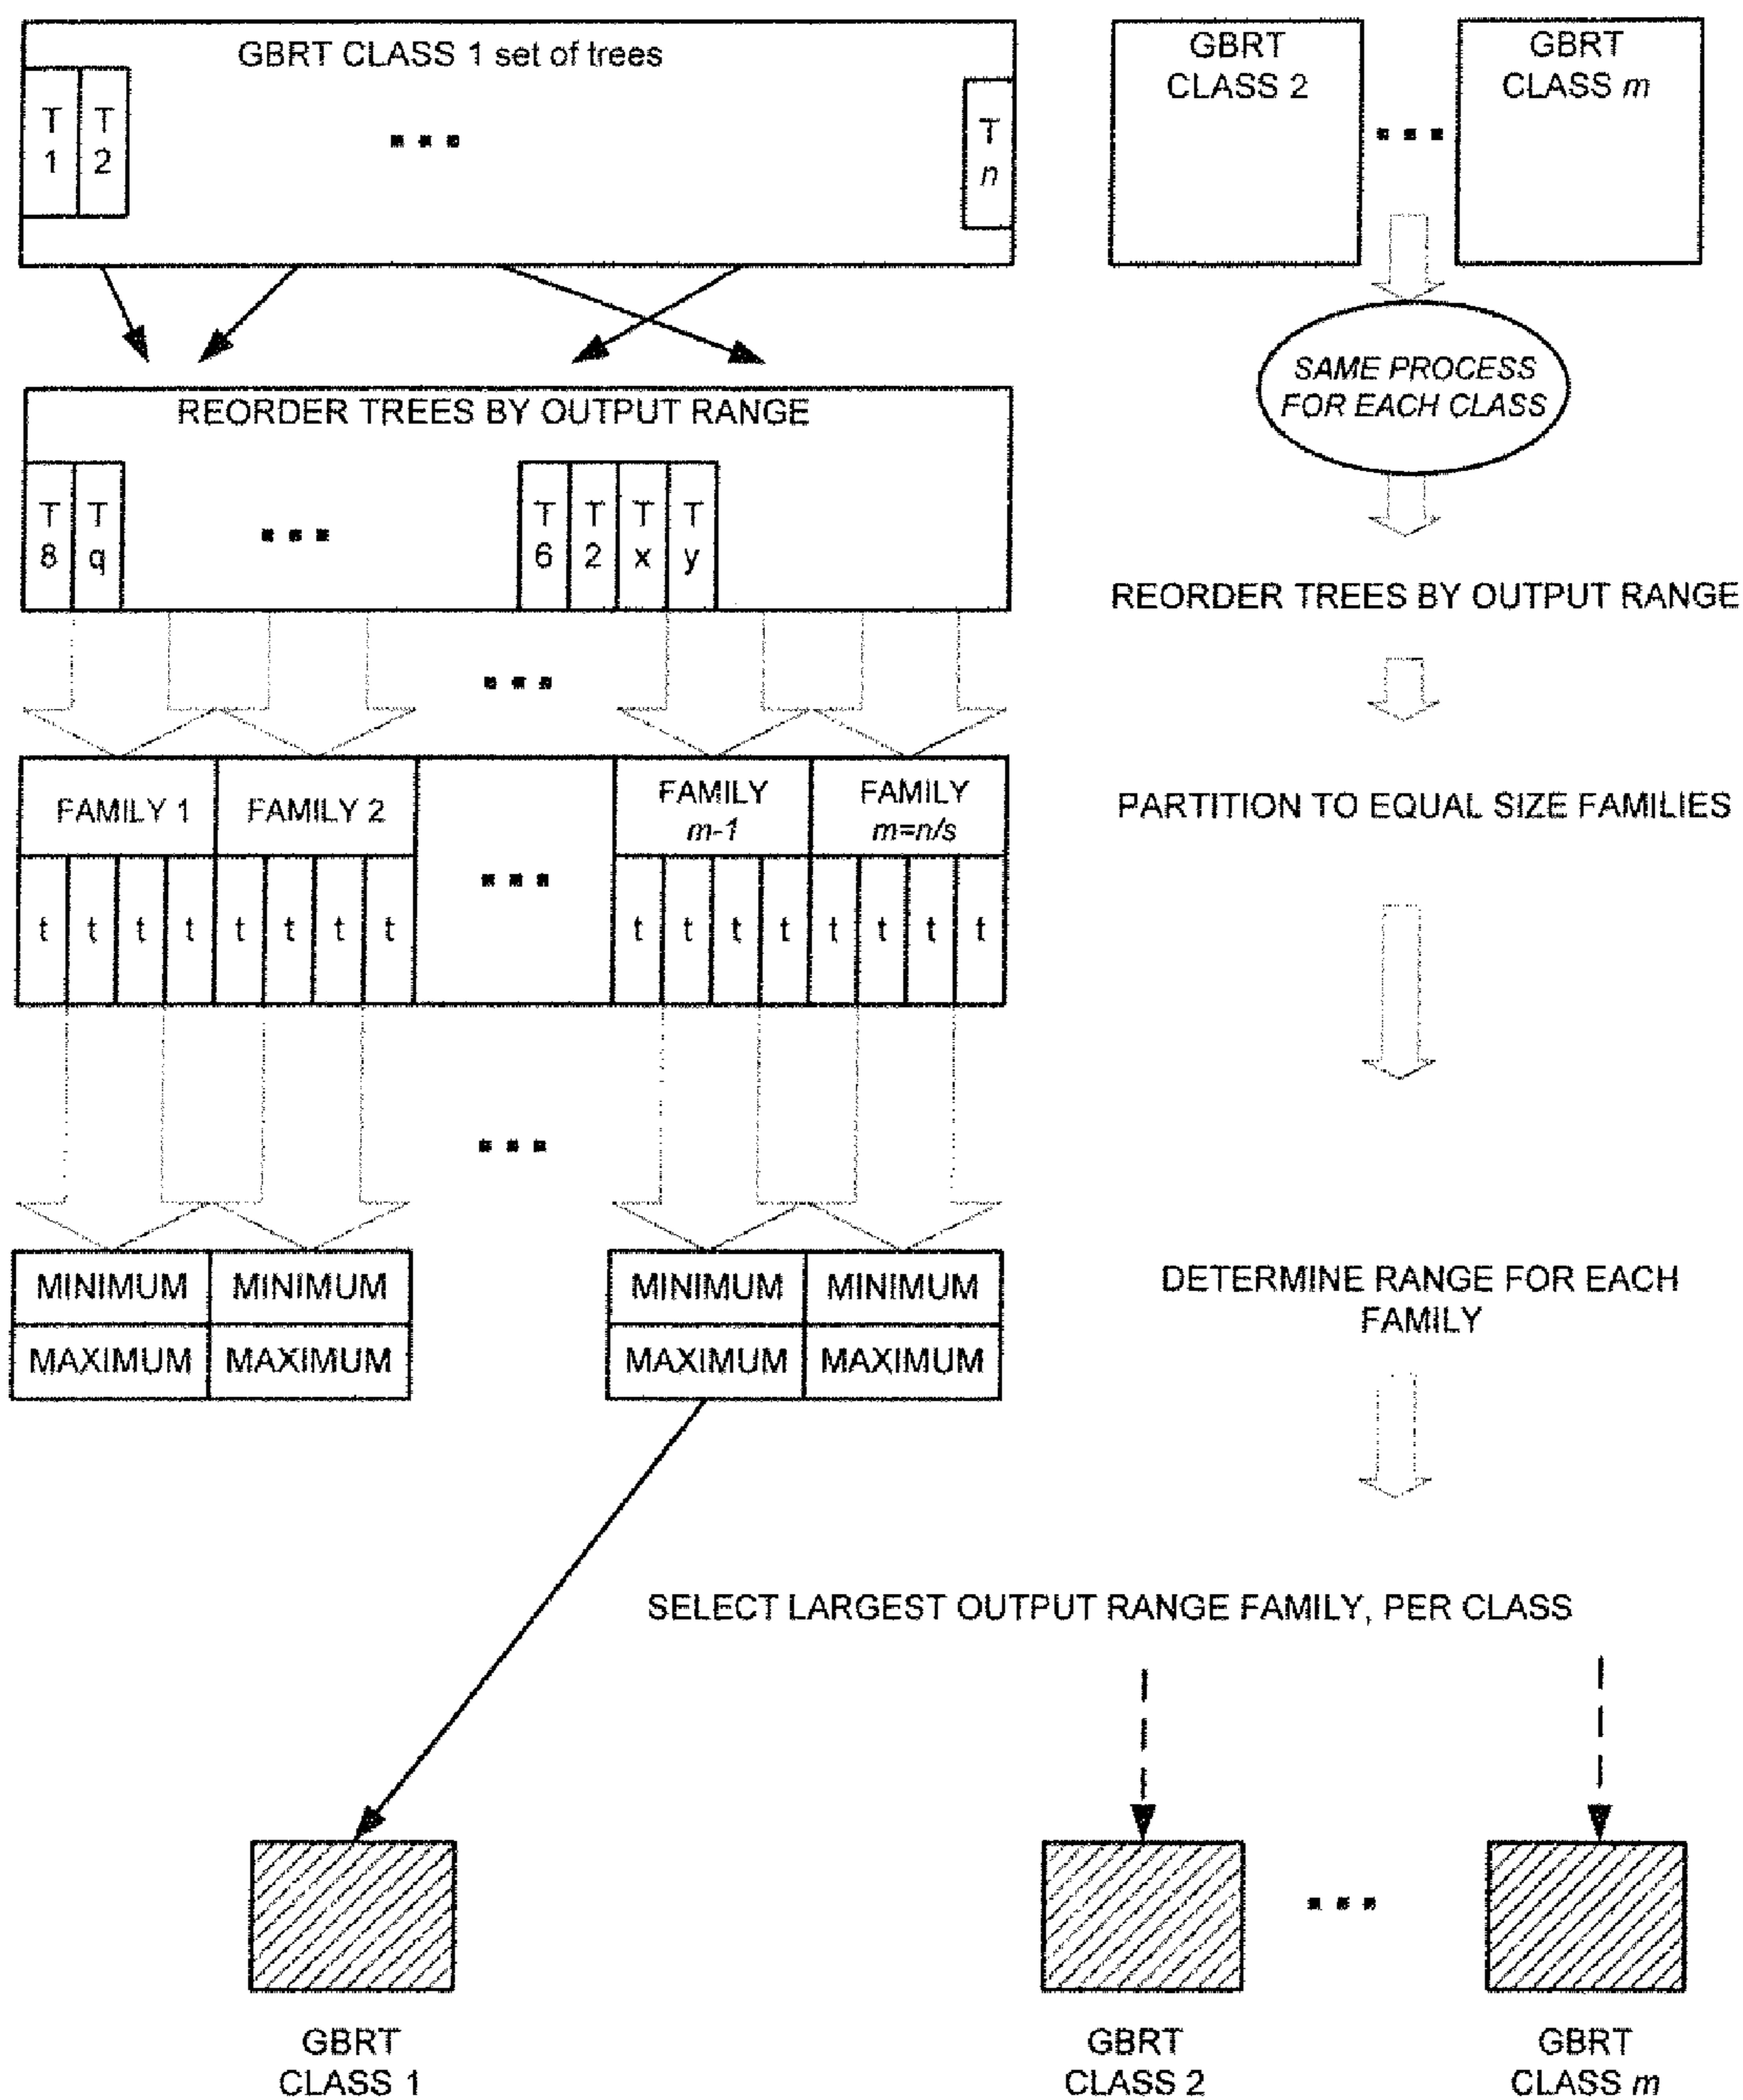 GBRT CLASS 1 set of trees
T
1
T
2
T
n
GBRT
CLASS 2
GBRT
CLASS m
SAME PROCESS
FOR EACH CLASS
REORDER TREES BY OUTPUT RANGE
T
8
T
q
T
6
T
2
T
x
T
y
REORDER TREES BY OUTPUT RANGE
FAMILY 1
FAMILY 2
FAMILY
m-1
FAMILY
m=n/s
t t t t t t t t
t t t t t t t t
PARTITION TO EQUAL SIZE FAMILIES
MINIMUM MINIMUM
MAXIMUM MAXIMUM
MINIMUM MINIMUM
MAXIMUM MAXIMUM
DETERMINE RANGE FOR EACH
FAMILY
SELECT LARGEST OUTPUT RANGE FAMILY, PER CLASS
GBRT
CLASS 1
GBRT
CLASS 2
GBRT
CLASS m